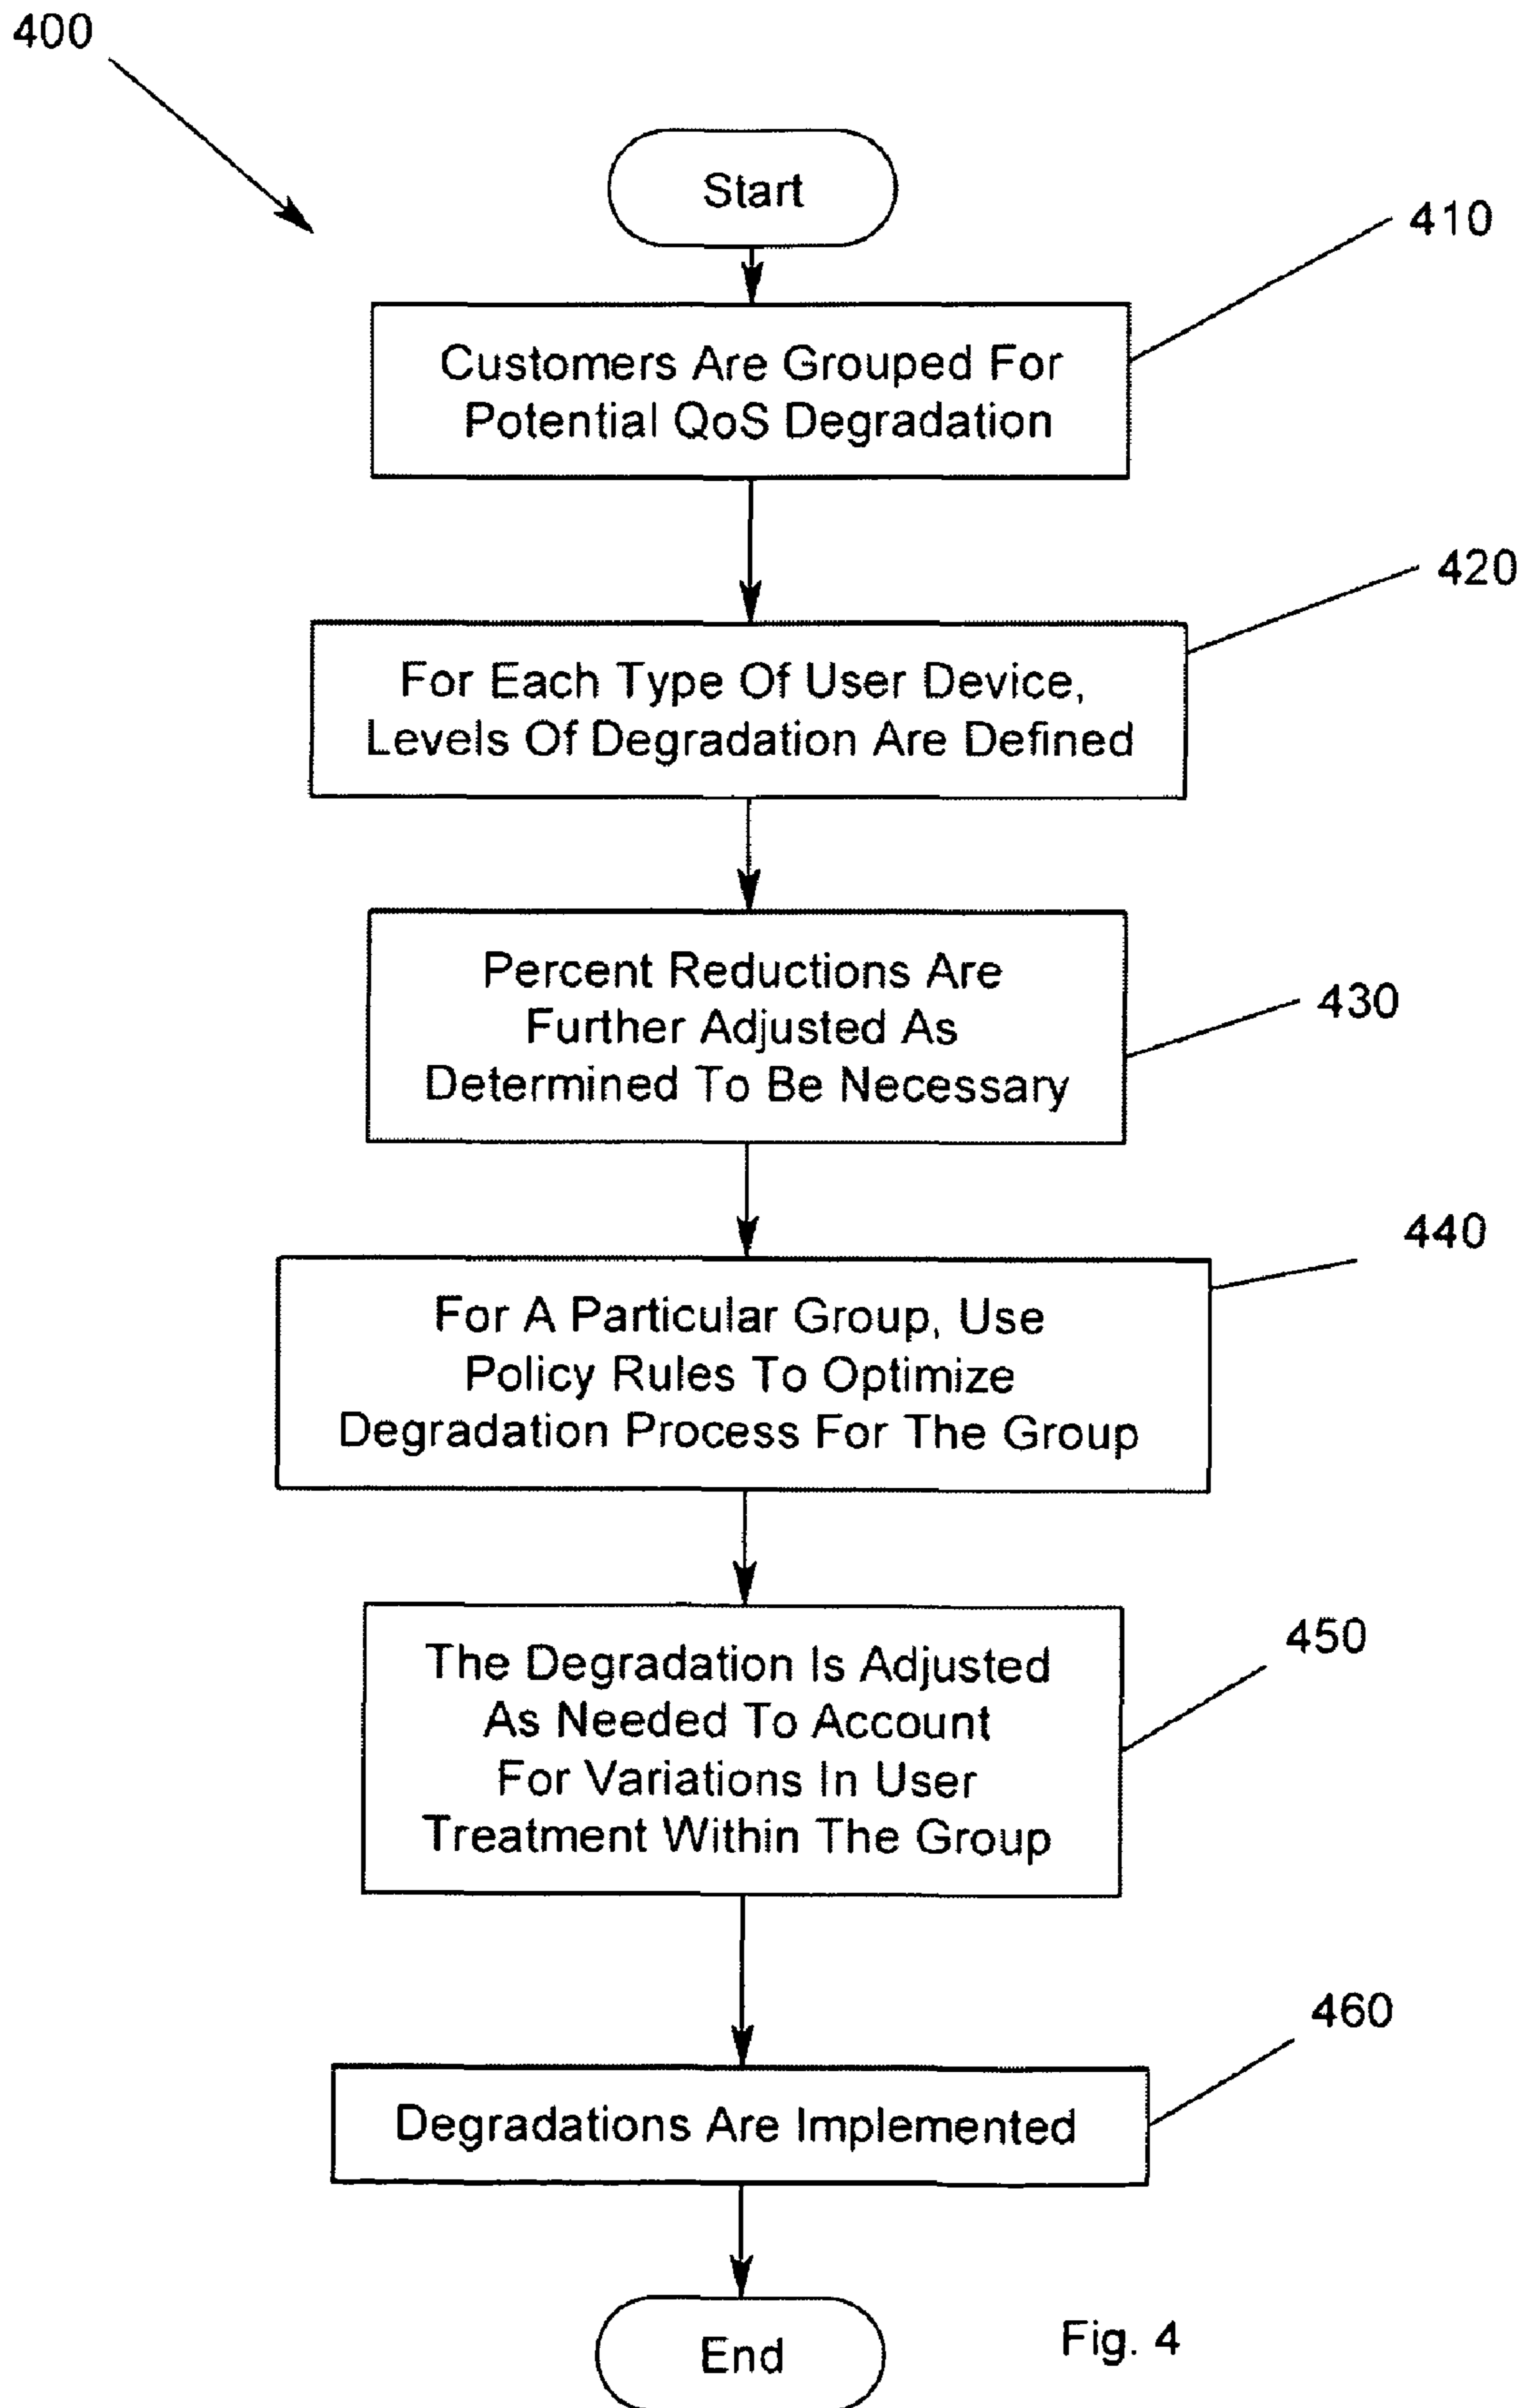 400
Start
410
Customers Are Grouped For
Potential QoS Degradation
420
For Each Type Of User Device,
Levels Of Degradation Are Defined
Percent Reductions Are
Further Adjusted As
Determined To Be Necessary
430
440
For A Particular Group, Use
Policy Rules To Optimize
Degradation Process For The Group
450
The Degradation Is Adjusted
As Needed To Account
For Variations In User
Treatment Within The Group
460
Degradations Are Implemented
End
Fig. 4